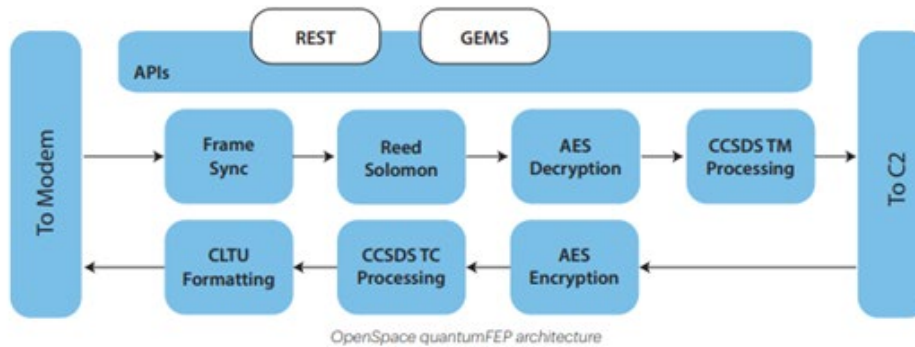 REST
GEMS
APIs
To Modem
Frame
Sync
Reed
Solomon
AES
Decryption
CCSDS TM
Processing
To C2
CLTU
Formatting
CCSDS TC
Processing
AES
Encryption
OpenSpace quantumFEP architecture